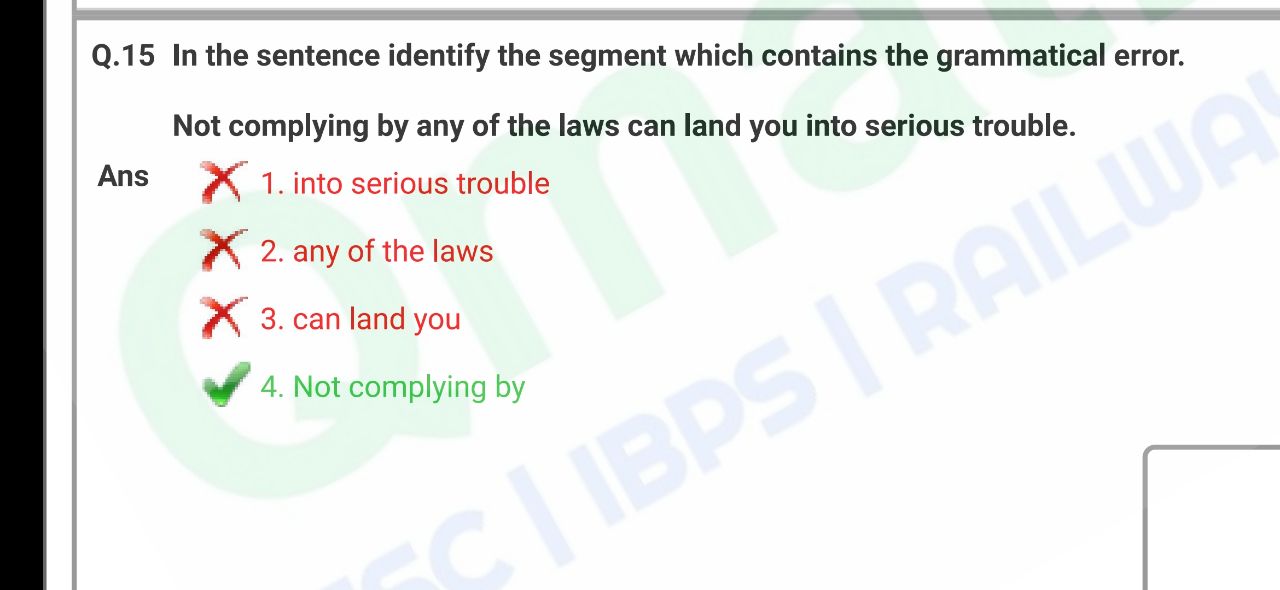 Q.15 In the sentence identify the segment which contains the grammatical error.
Not complying by any of the laws can land you into serious trouble.
Ans
1. into serious trouble
2. any of the laws
3. can land you
4. Not complying by
IBPS | RAILWAY